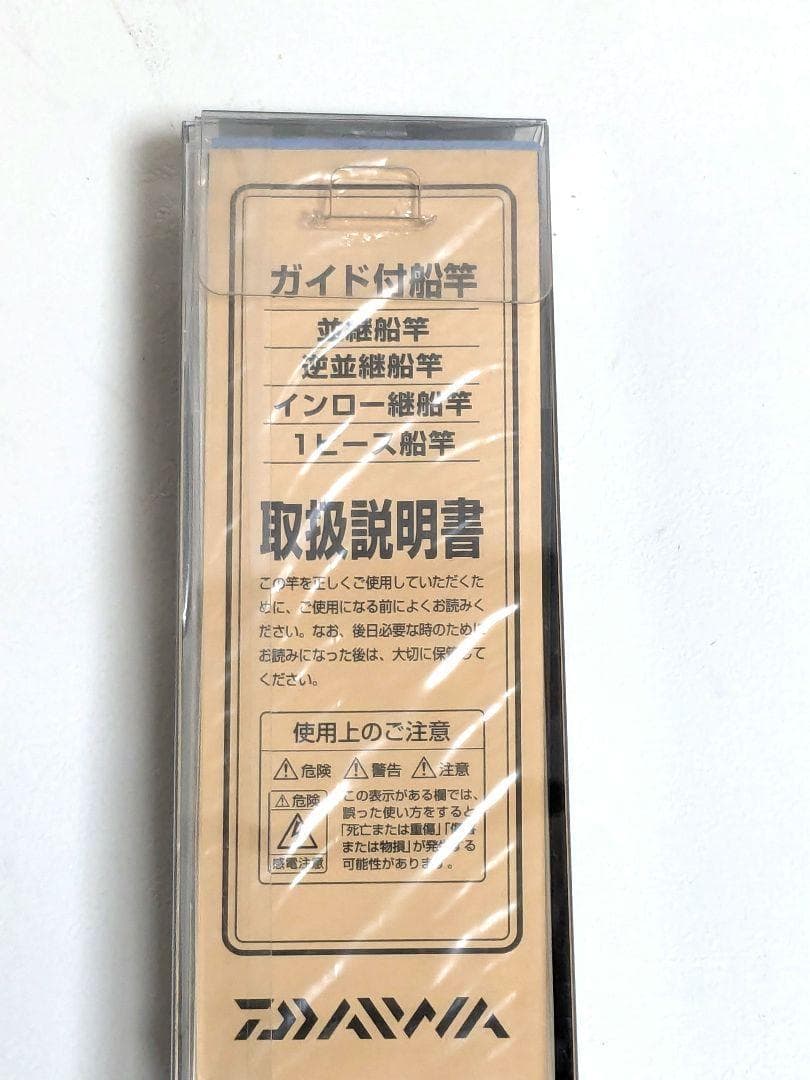 ガイド付船竿
並継船竿
逆並継船竿
インロー継船竿
1ピース船竿
取扱説明書
この竿を正しくご使用していただくた
めに、ご使用になる前によくお読みく
ださい。なお、後日必要な時のために
お読みになった後は、大切に保管して
ください。
使用上のご注意
⚠危険 ⚠警告 ⚠注意
⚠危険
感電注意
この表示がある欄では、
誤った使い方をすると
「死亡または重傷」「傷害
または物損」が発生する
可能性があります。
DAIWA